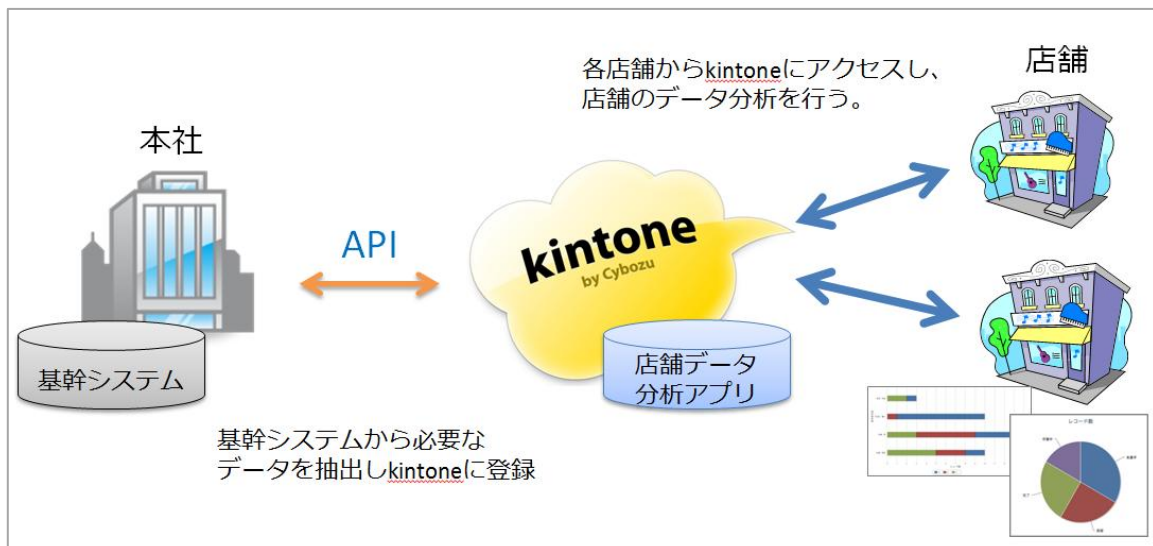 各店舗からkintoneにアクセスし、
店舗のデータ分析を行う。
店舗
本社
API
kintone
by Cybozu
基幹システム
店舗データ
分析アプリ
基幹システムから必要な
データを抽出しkintoneに登録
レコード数